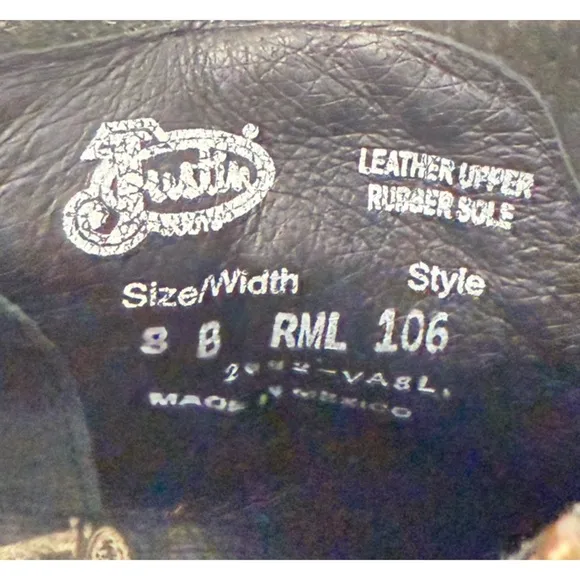 Justin
BOOTS
®
LEATHER UPPER
RUBBER SOLE
Size/Width Style
8 B RML 106
MADE IN MEXICO